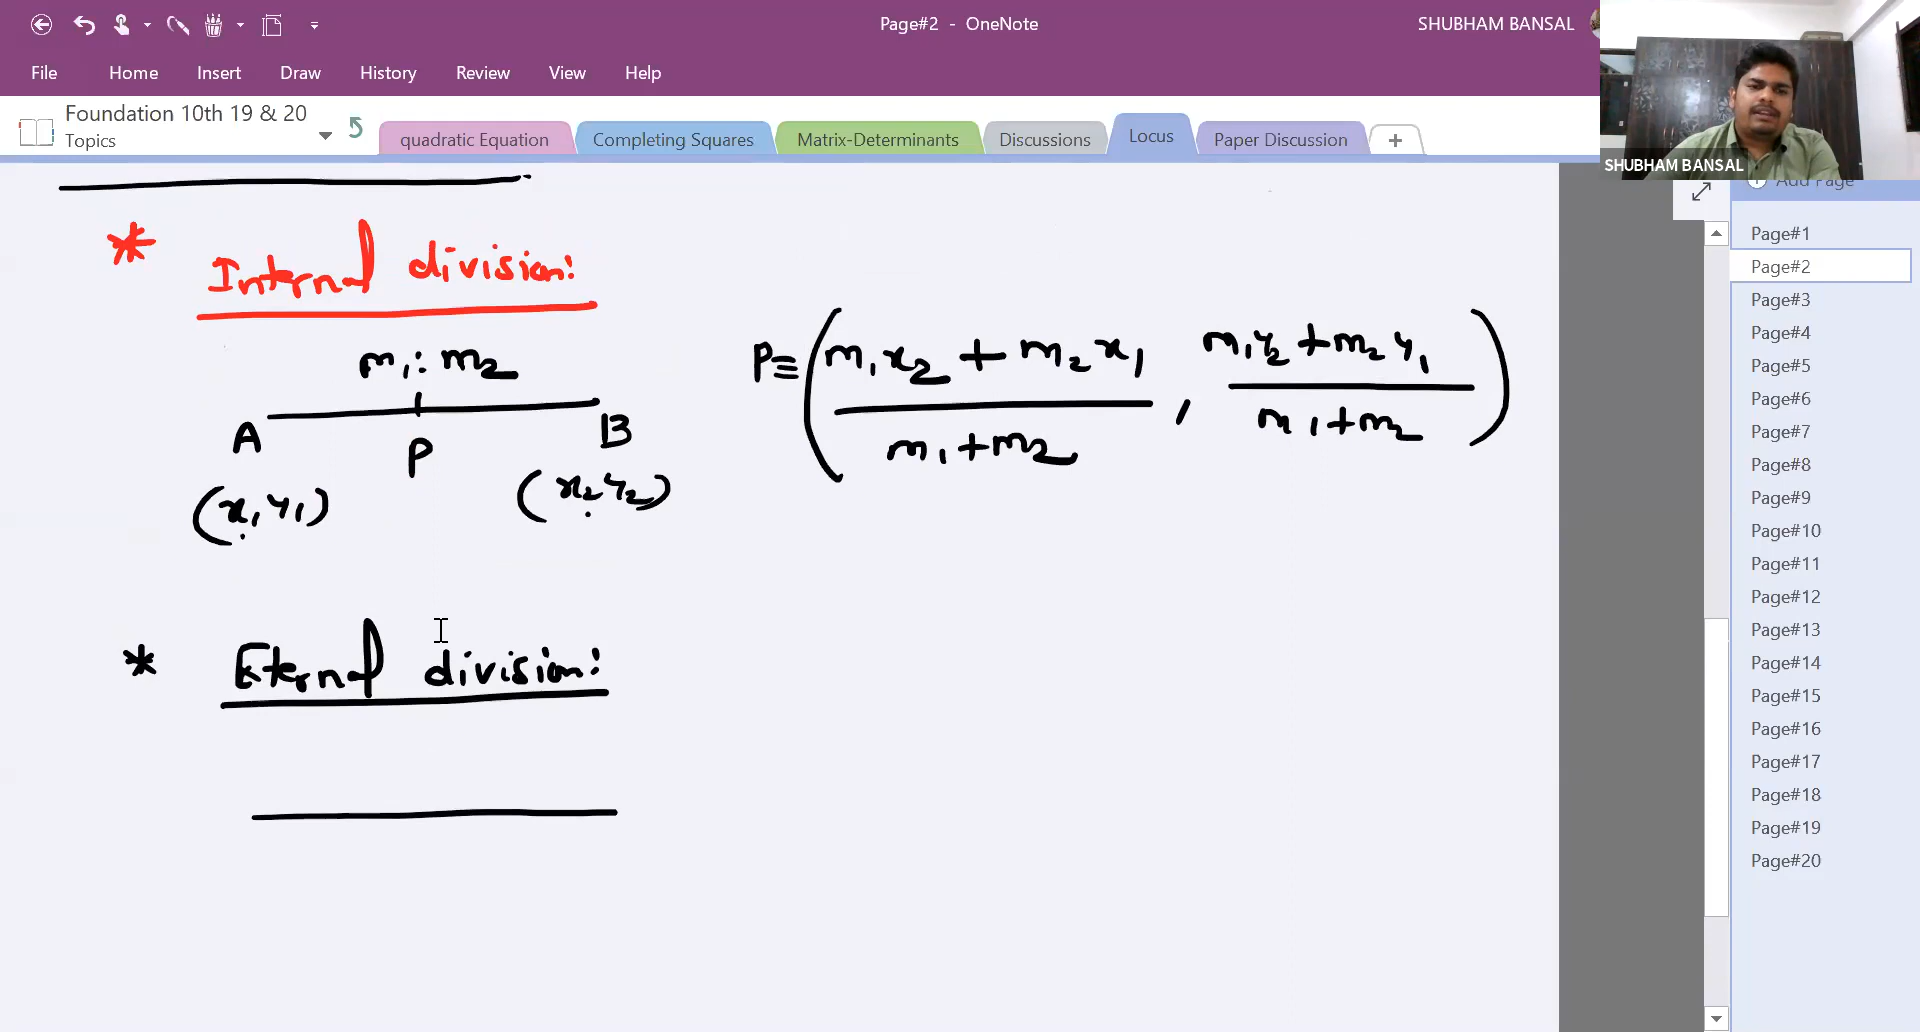 Page#2 - OneNote
SHUBHAM BANSAL
File Home Insert Draw History Review View Help
SHUBHAM BANSAL
Foundation 10th 19 & 20
Topics
quadratic Equation
Completing Squares
Matrix-Determinants
Discussions
Locus
Paper Discussion
+
Add Page
Page#1
Page#2
Page#3
Page#4
Page#5
Page#6
Page#7
Page#8
Page#9
Page#10
Page#11
Page#12
Page#13
Page#14
Page#15
Page#16
Page#17
Page#18
Page#19
Page#20
* Internal division:
m₁ : m₂
A P B
(x₁ y₁) (x₂ y₂)
P ≡ ( m₁x₂ + m₂x₁ / m₁+m₂ , m₁y₂+m₂y₁ / m₁+m₂ )
* Eternal division: